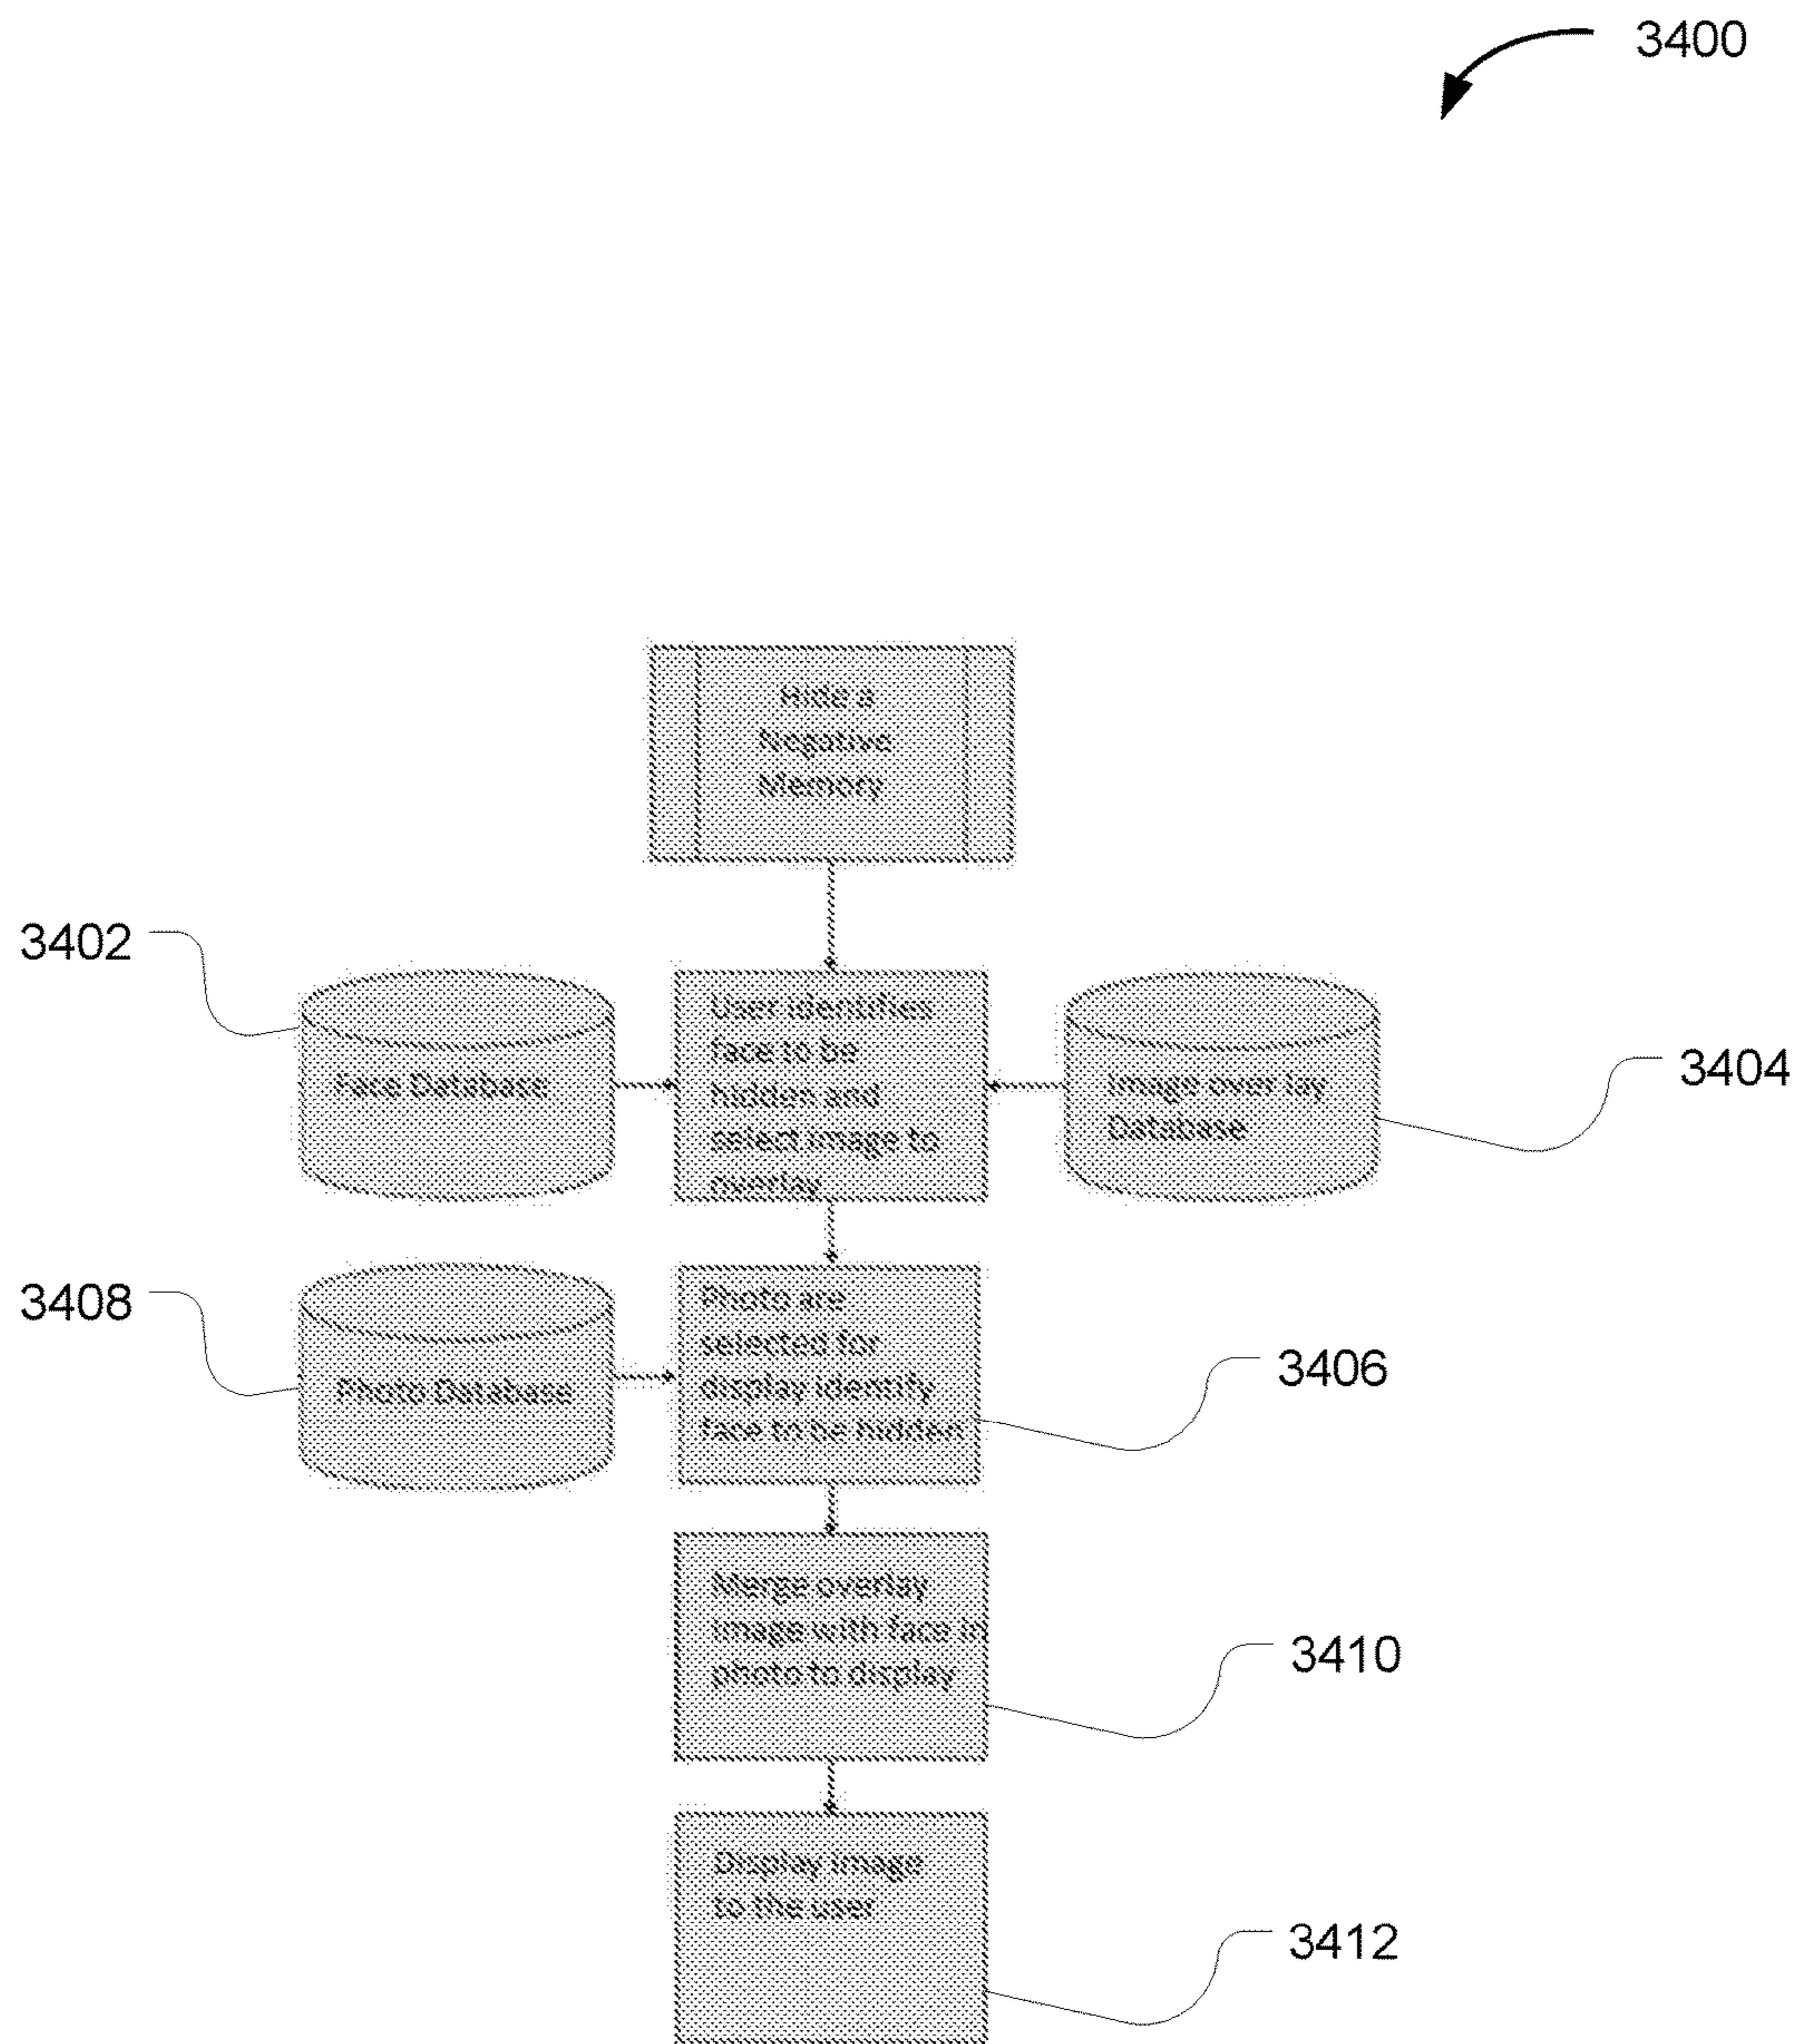 3400
Hide a
Negative
Memory
3402
User identifies
face to be
hidden and
select image to
overlay
Face Database
Image over lay
Database
3404
3408
Photo are
selected for
display identify
face to be hidden
Photo Database
3406
Merge overlay
image with face in
photo to display
3410
Display image
to the user
3412